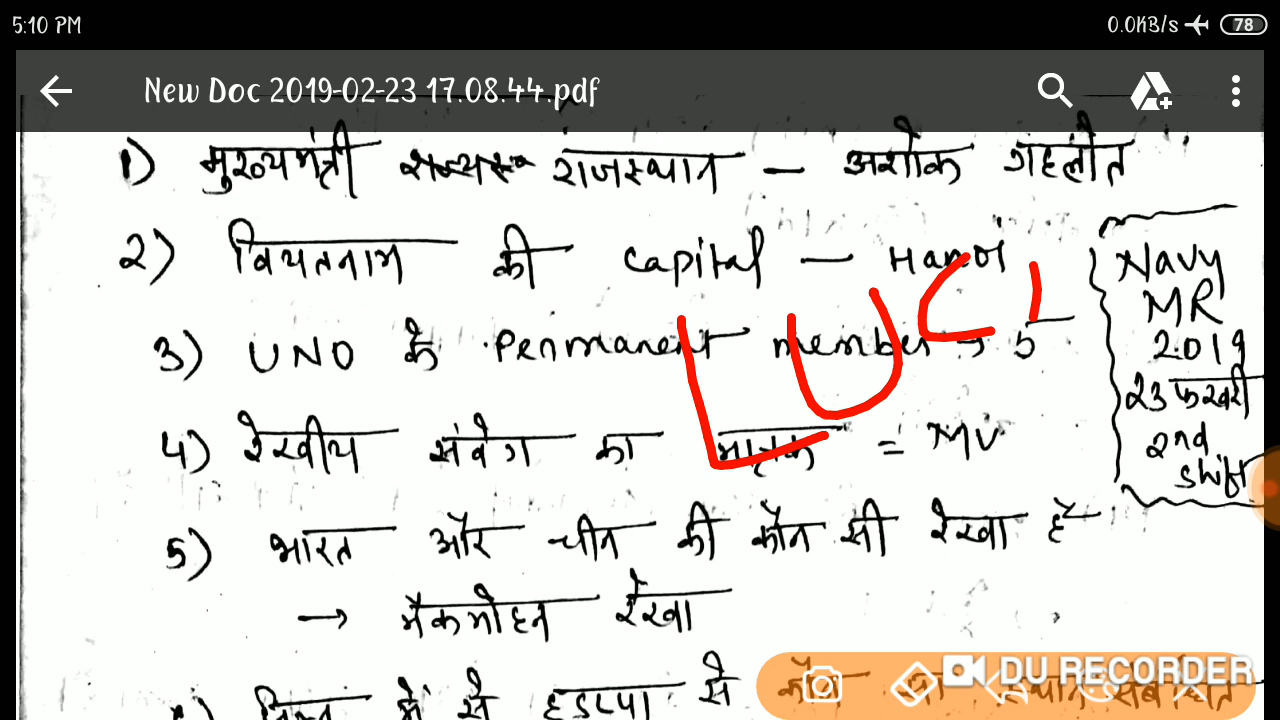 5:10 PM
0.0KB/s 78
New Doc 2019-02-23 17.08.44.pdf
1) मुख्यमंत्री राजस्थान - अशोक गहलोत
2) वियतनाम की capital - Hanoi
3) UNO के Permanent member → 5
4) रेखीय संवेग का मात्रक = MV
5) भारत और चीन की कौन सी रेखा है
→ मैकमोहन रेखा
में से हडप्पा से कौन सा स्थान संबंधित
Navy
MR
2019
23 फरवरी
2nd
shift
LUCI
DU RECORDER